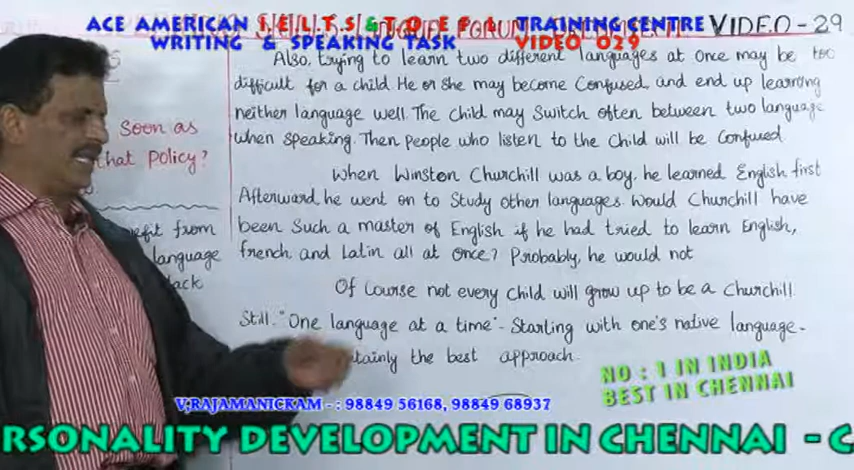 ACE AMERICAN I E L T S & T O E F L TRAINING CENTRE
WRITING & SPEAKING TASK VIDEO 029
VIDEO - 29
Soon as
that Policy?
from
language
Also, trying to learn two different languages at once may be too
difficult for a child. He or she may become Confused, and end up learning
neither language well. The child may Switch often between two language
when speaking. Then people who listen to the child will be Confused.
When Winston Churchill was a boy, he learned English first
Afterward he went on to Study other languages. Would Churchill have
been Such a master of English if he had tried to learn English,
french and Latin all at once? Probably, he would not
Of Course not every child will grow up to be a Churchill.
Still. "One language at a time" - Starting with one's native language -
the best approach.
NO : 1 IN INDIA
BEST IN CHENNAI
V.RAJAMANICKAM - : 98849 56168, 98849 68937
RSONALITY DEVELOPMENT IN CHENNAI - C